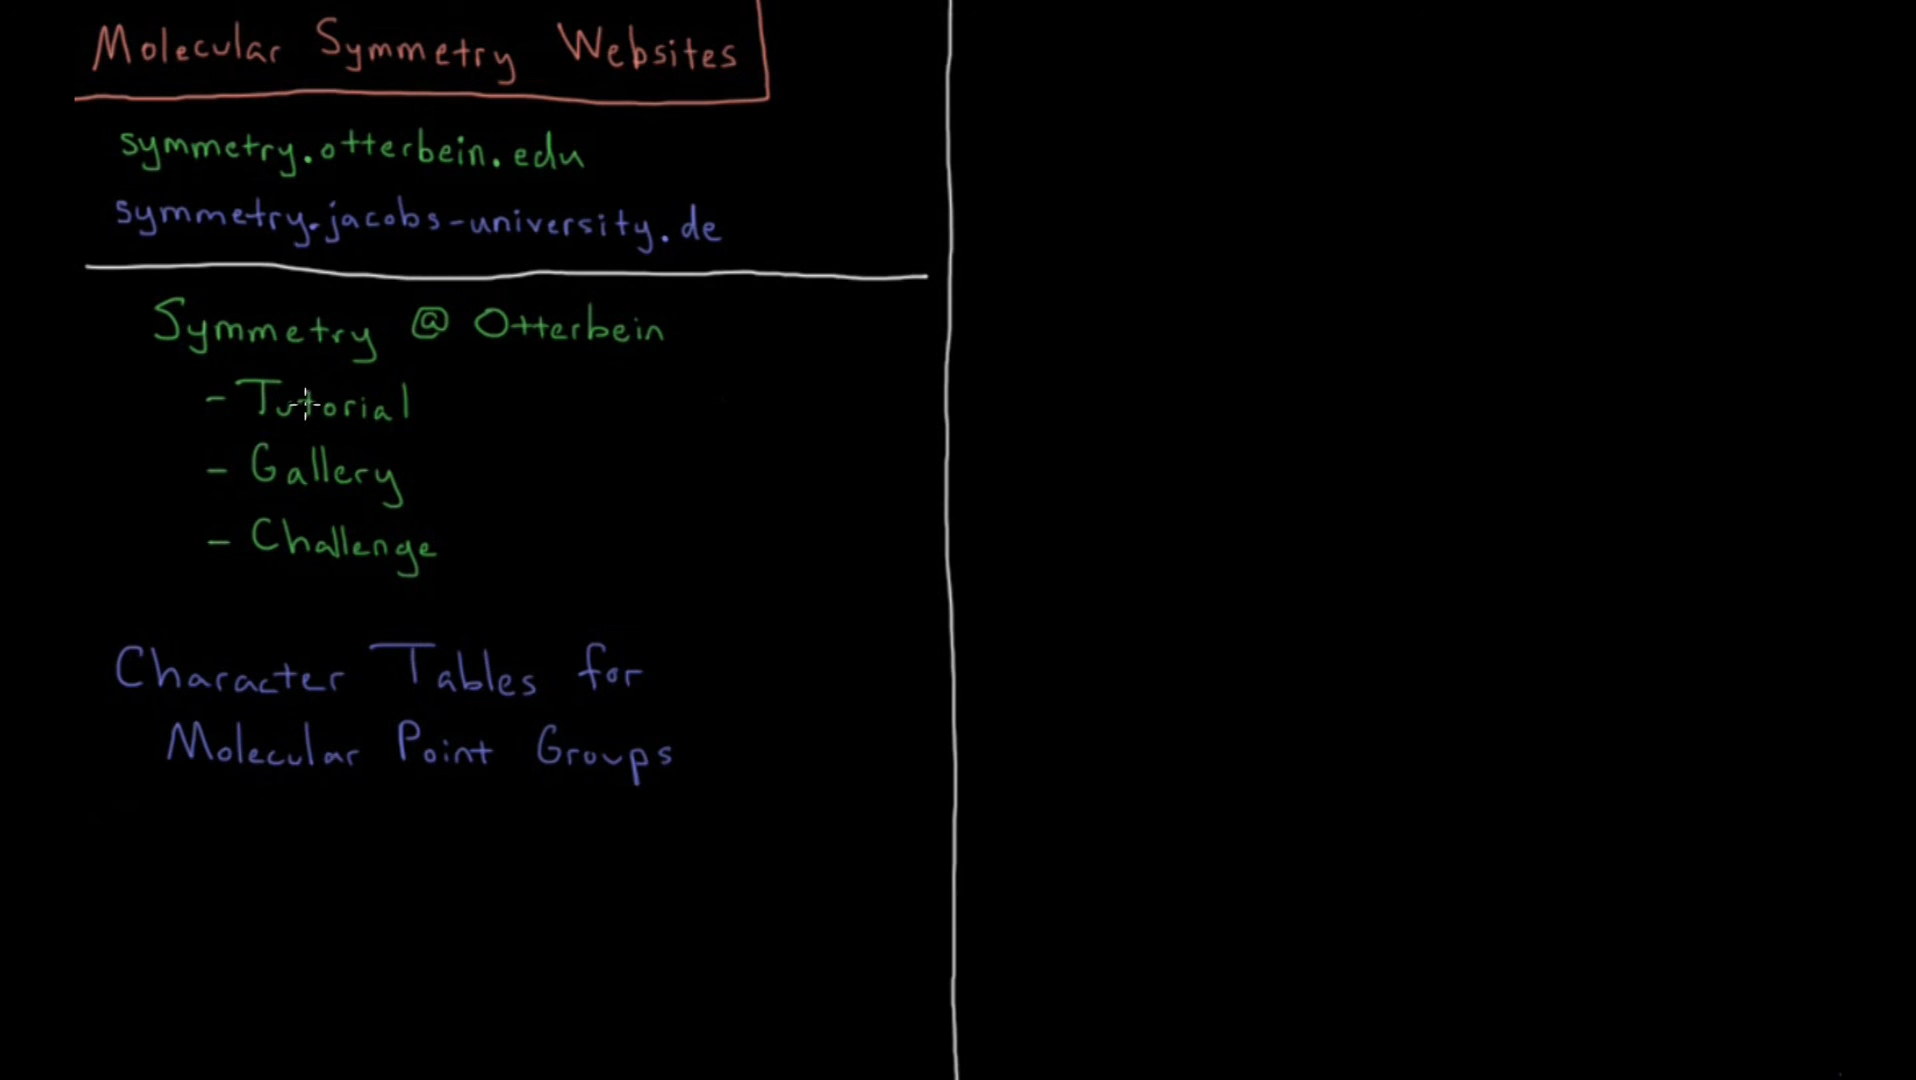 Molecular Symmetry Websites
symmetry.otterbein.edu
symmetry.jacobs-university.de
Symmetry @ Otterbein
- Tutorial
- Gallery
- Challenge
Character Tables for
Molecular Point Groups